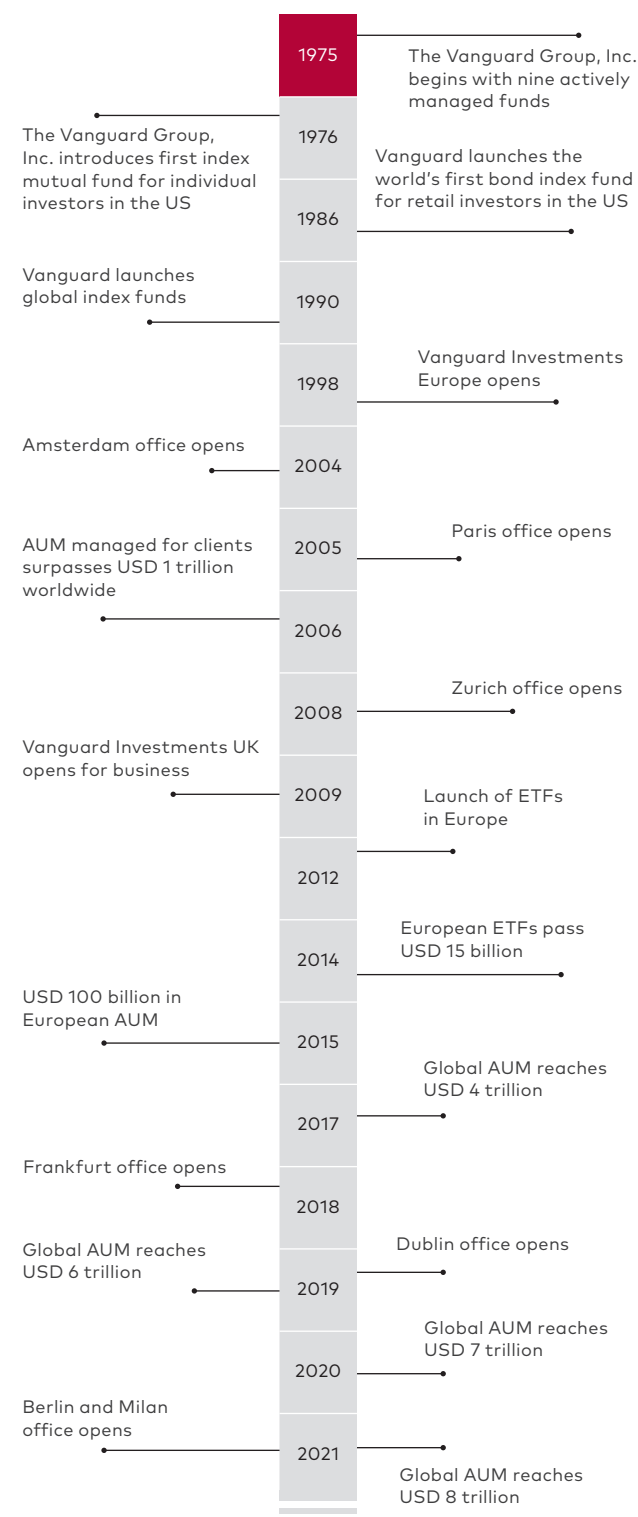 1975
The Vanguard Group, Inc.
begins with nine actively
managed funds
The Vanguard Group,
Inc. introduces first index
mutual fund for individual
investors in the US
1976
Vanguard launches the
world's first bond index fund
for retail investors in the US
1986
Vanguard launches
global index funds
1990
Vanguard Investments
Europe opens
1998
Amsterdam office opens
2004
Paris office opens
2005
AUM managed for clients
surpasses USD 1 trillion
worldwide
2006
Zurich office opens
2008
Vanguard Investments UK
opens for business
2009
Launch of ETFs
in Europe
2012
European ETFs pass
USD 15 billion
2014
USD 100 billion in
European AUM
2015
Global AUM reaches
USD 4 trillion
2017
Frankfurt office opens
2018
Dublin office opens
Global AUM reaches
USD 6 trillion
2019
Global AUM reaches
USD 7 trillion
2020
Berlin and Milan
office opens
2021
Global AUM reaches
USD 8 trillion